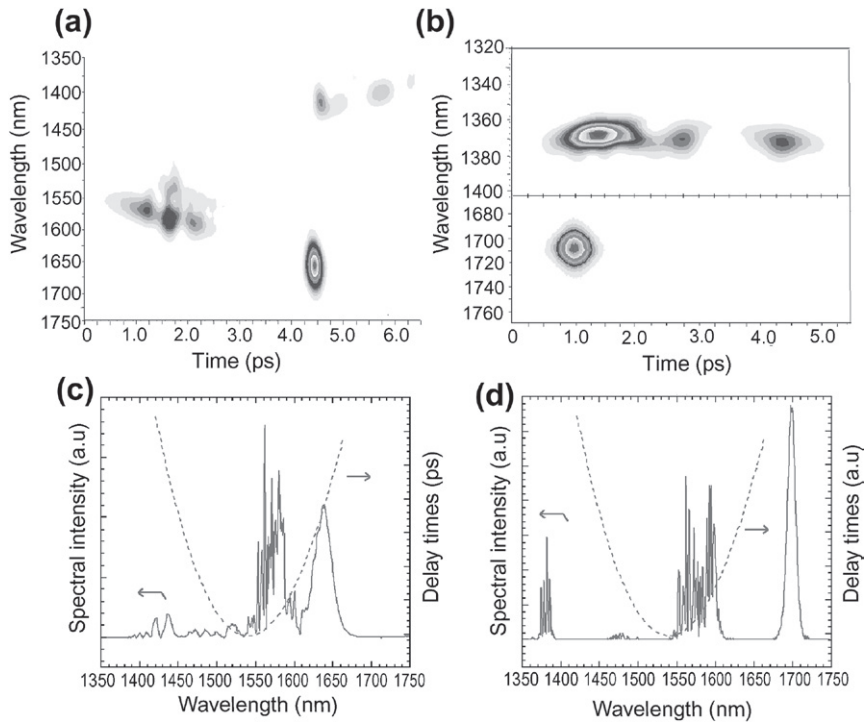 (a)
Wavelength (nm)
1350
1400
1450
1500
1550
1600
1650
1700
1750
0 1.0 2.0 3.0 4.0 5.0 6.0
Time (ps)
(b)
Wavelength (nm)
1320
1360
1380
1400
1680
1700
1720
1740
1760
0 1.0 2.0 3.0 5.0
Time (ps)
(c)
Spectral intensity (a.u)
Delay times (ps)
1350 1400 1450 1500 1550 1600 1650 1700 1750
Wavelength (nm)
(d)
Spectral intensity (a.u)
Delay times (a.u)
1350 1400 1450 1500 1550 1600 1650 1700 1750
Wavelength (nm)